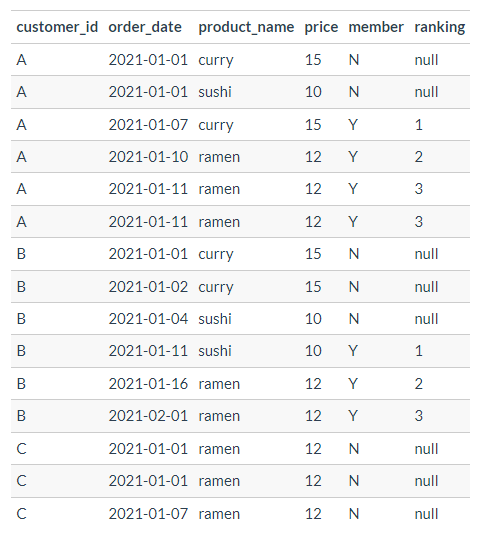 customer_id order_date product_name price member ranking
A 2021-01-01 curry 15 N null
A 2021-01-01 sushi 10 N null
A 2021-01-07 curry 15 Y 1
A 2021-01-10 ramen 12 Y 2
A 2021-01-11 ramen 12 Y 3
A 2021-01-11 ramen 12 Y 3
B 2021-01-01 curry 15 N null
B 2021-01-02 curry 15 N null
B 2021-01-04 sushi 10 N null
B 2021-01-11 sushi 10 Y 1
B 2021-01-16 ramen 12 Y 2
B 2021-02-01 ramen 12 Y 3
C 2021-01-01 ramen 12 N null
C 2021-01-01 ramen 12 N null
C 2021-01-07 ramen 12 N null